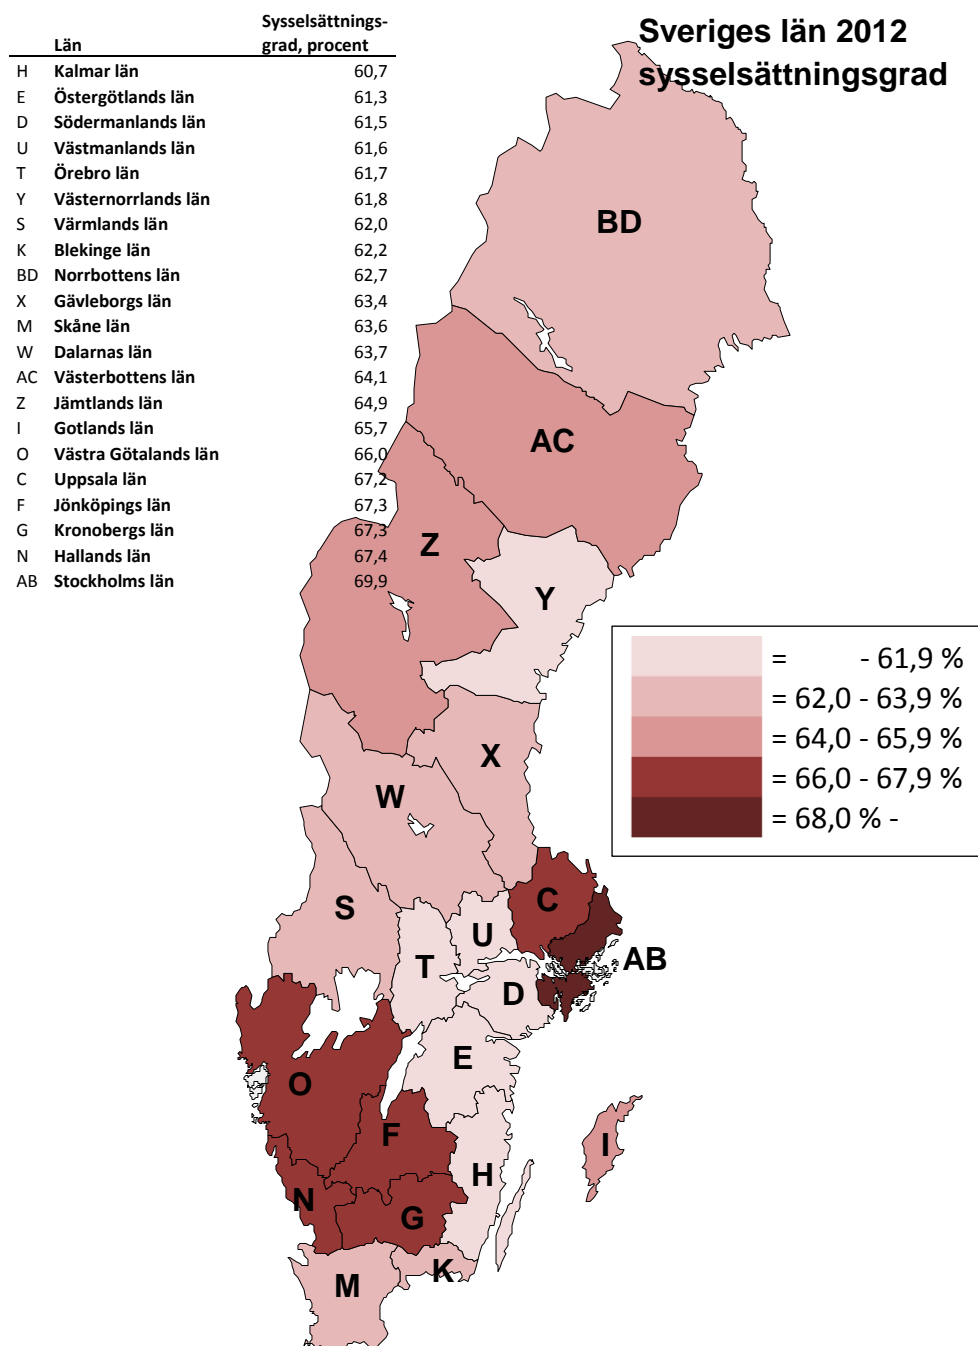 Sveriges län 2012
sysselsättningsgrad
Län Sysselsättnings-
grad, procent
H Kalmar län 60,7
E Östergötlands län 61,3
D Södermanlands län 61,5
U Västmanlands län 61,6
T Örebro län 61,7
Y Västernorrlands län 61,8
S Värmlands län 62,0
K Blekinge län 62,2
BD Norrbottens län 62,7
X Gävleborgs län 63,4
M Skåne län 63,6
W Dalarnas län 63,7
AC Västerbottens län 64,1
Z Jämtlands län 64,9
I Gotlands län 65,7
O Västra Götalands län 66,0
C Uppsala län 67,2
F Jönköpings län 67,3
G Kronobergs län 67,3
N Hallands län 67,4
AB Stockholms län 69,9
BD
AC
Z
Y
= - 61,9 %
= 62,0 - 63,9 %
= 64,0 - 65,9 %
= 66,0 - 67,9 %
= 68,0 % -
X
W
C
S
U
AB
T
D
E
O
F
I
H
N
G
K
M